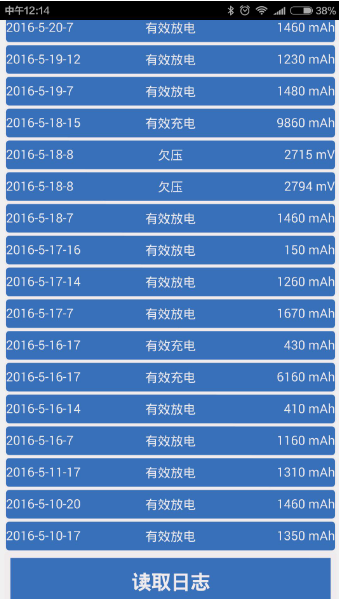 中午12:14 38%
2016-5-20-7 有效放电 1460 mAh
2016-5-19-12 有效放电 1230 mAh
2016-5-19-7 有效放电 1480 mAh
2016-5-18-15 有效充电 9860 mAh
2016-5-18-8 欠压 2715 mV
2016-5-18-8 欠压 2794 mV
2016-5-18-7 有效放电 1460 mAh
2016-5-17-16 有效放电 150 mAh
2016-5-17-14 有效放电 1260 mAh
2016-5-17-7 有效放电 1670 mAh
2016-5-16-17 有效充电 430 mAh
2016-5-16-17 有效充电 6160 mAh
2016-5-16-14 有效放电 410 mAh
2016-5-16-7 有效放电 1160 mAh
2016-5-11-17 有效放电 1310 mAh
2016-5-10-20 有效放电 1460 mAh
2016-5-10-17 有效放电 1350 mAh
读取日志